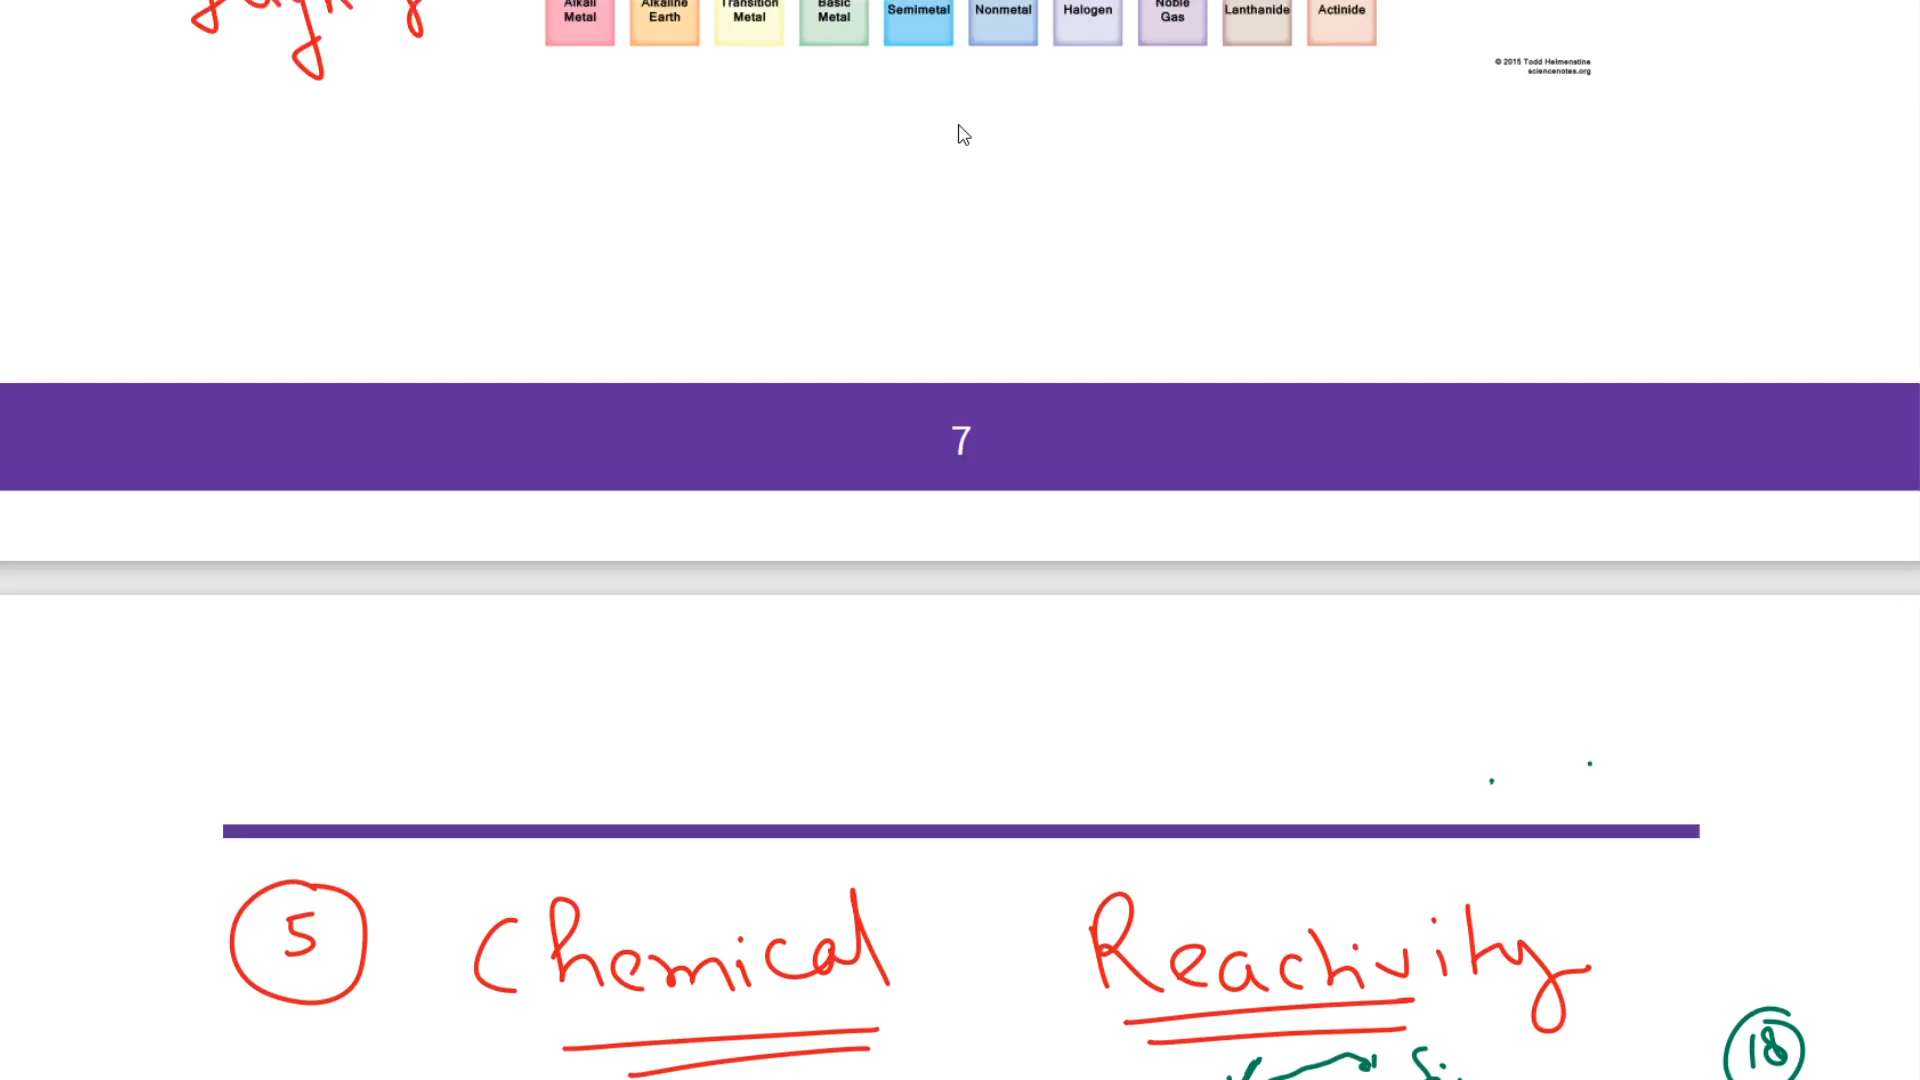 Alkali Metal Alkaline Earth Transition Metal Basic Metal Semimetal Nonmetal Halogen Noble Gas Lanthanide Actinide
© 2015 Todd Helmenstine
sciencenotes.org
7
5 Chemical Reactivity
18